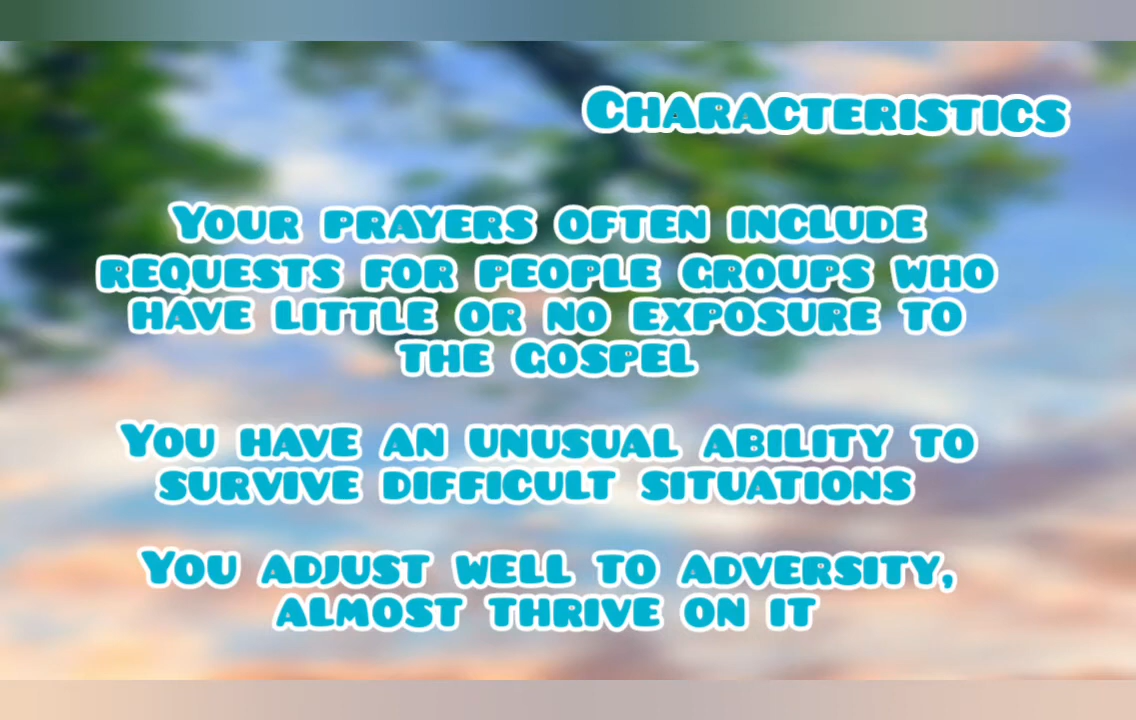 Characteristics
Your prayers often include
requests for people groups who
have little or no exposure to
the gospel
You have an unusual ability to
survive difficult situations
You adjust well to adversity,
almost thrive on it